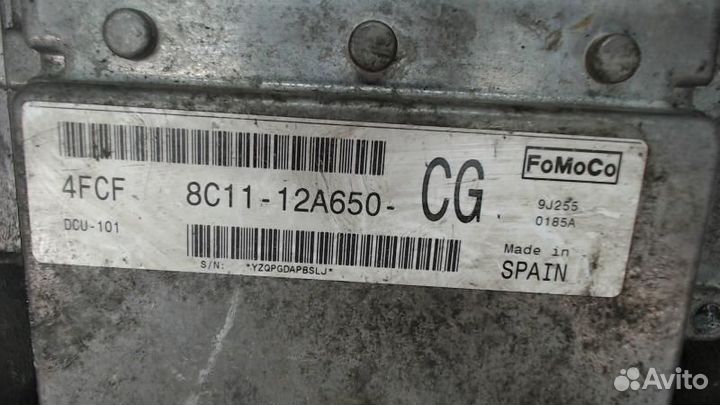 FoMoCo
4FCF 8C11-12A650- CG
9J255
DCU-101
0185A
Made in
S/N: *YZQPGDAPBSLJ*
SPAIN
Avito